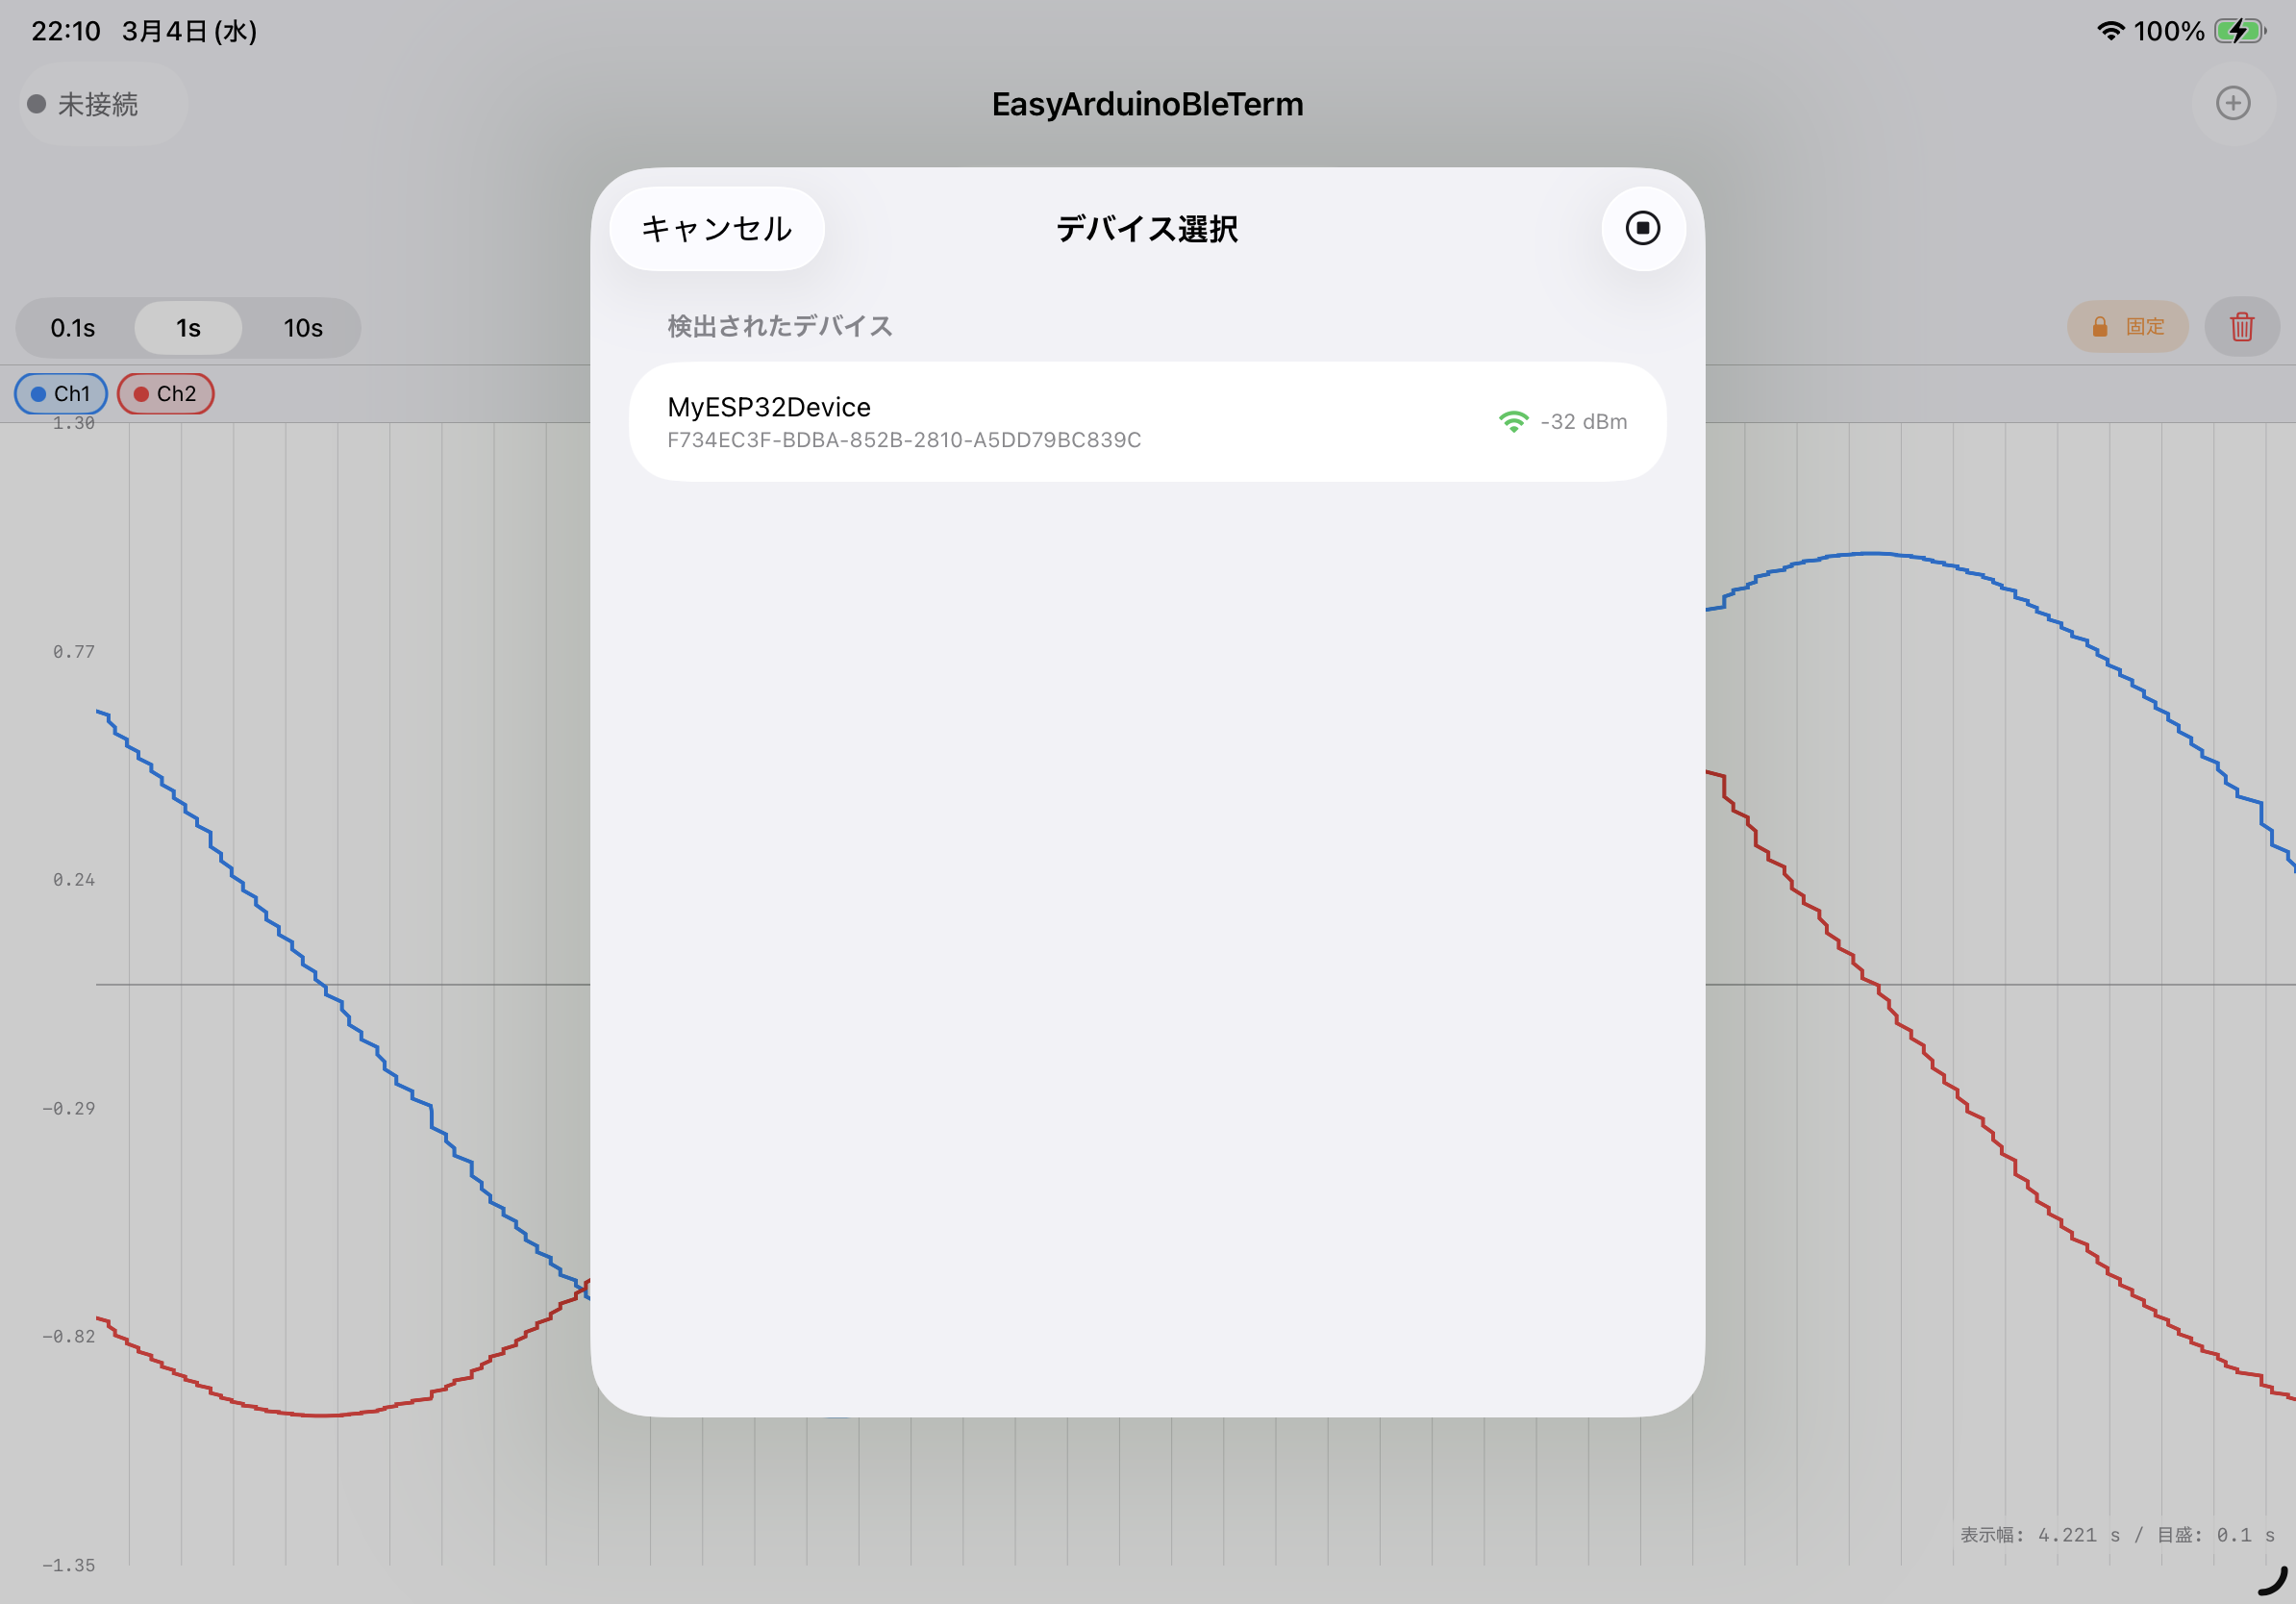 22:10 3月4日(水)
100%
未接続
EasyArduinoBleTerm
キャンセル
デバイス選択
検出されたデバイス
MyESP32Device
F734EC3F-BDBA-852B-2810-A5DD79BC839C
-32 dBm
0.1s
1s
10s
固定
Ch1
Ch2
1.30
0.77
0.24
-0.29
-0.82
-1.35
表示幅: 4.221 s / 目盛: 0.1 s